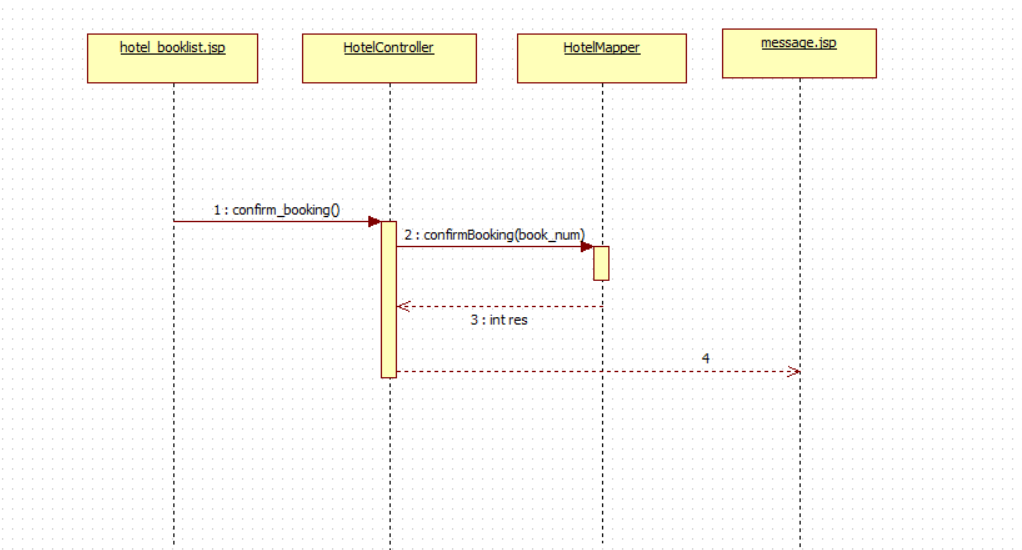 hotel_booklist.jsp
HotelController
HotelMapper
message.jsp
1 : confirm_booking()
2 : confirmBooking(book_num)
3 : int res
4